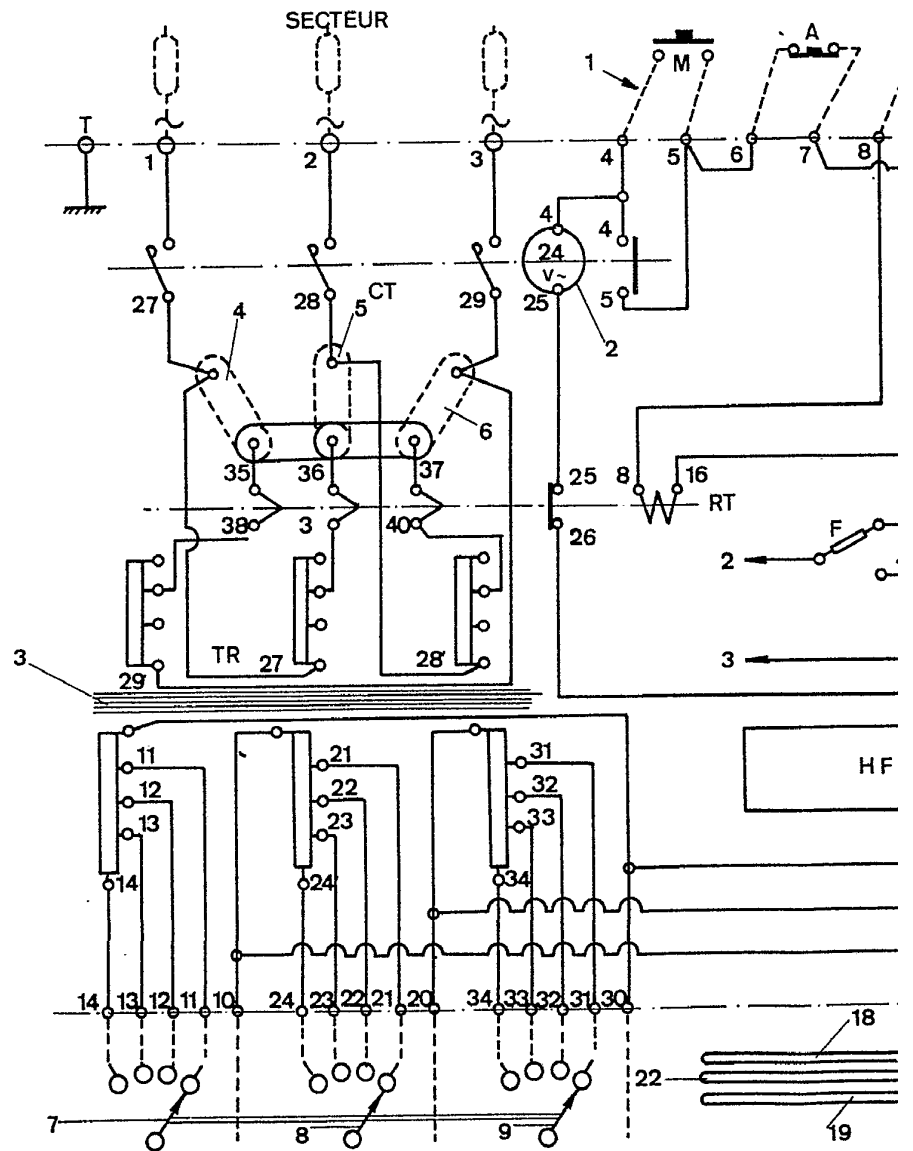 SECTEUR
A
1 M
T
1 2 3 4 5 6 7 8
4 4
24
V~
27 28 CT 29 25 5
4 5 2
6
35 36 37 25 8 16
RT
38 3 40 26 F
2
3 TR 3
29' 27 28'
11 21 31
HF
12 22 32
13 23 33
14 24' 34
14 13 12 11 10 24 23 22 21 20 34 33 32 31 30
18
22
7 8 9 19